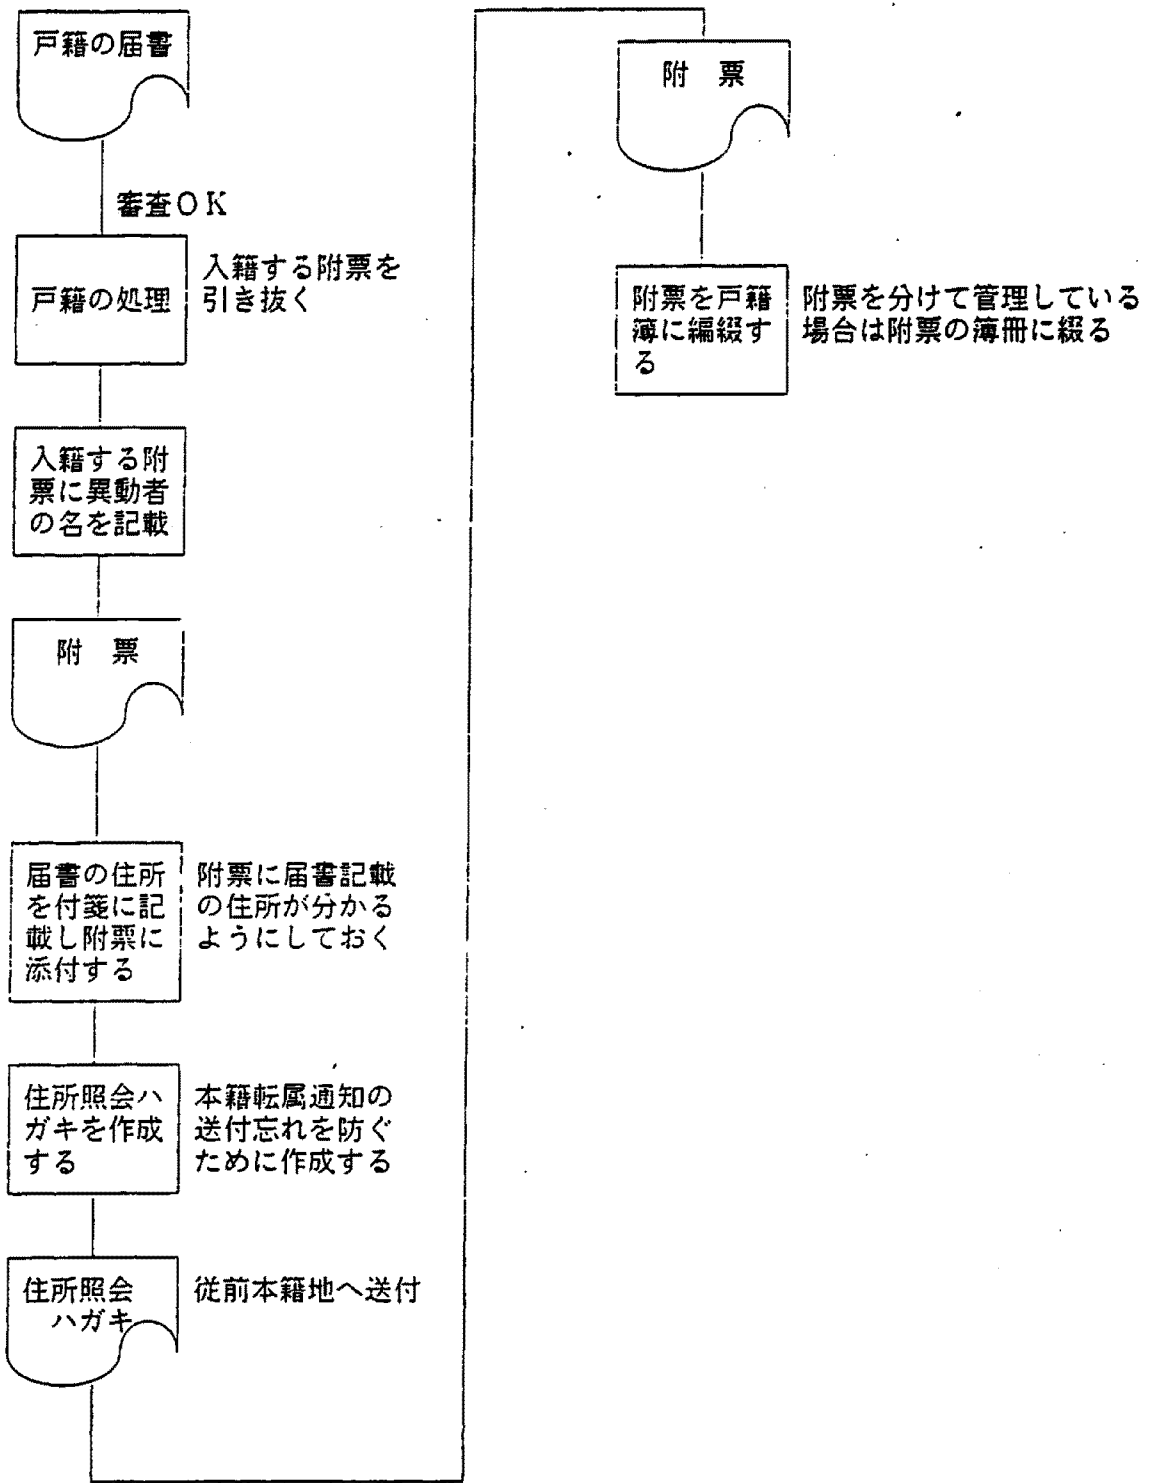 戸籍の届書
審査ＯＫ
戸籍の処理
入籍する附票を
引き抜く
入籍する附
票に異動者
の名を記載
附　票
届書の住所
を付箋に記
載し附票に
添付する
附票に届書記載
の住所が分かる
ようにしておく
住所照会ハ
ガキを作成
する
本籍転属通知の
送付忘れを防ぐ
ために作成する
住所照会
ハガキ
従前本籍地へ送付
附　票
附票を戸籍
簿に編綴す
る
附票を分けて管理している
場合は附票の簿冊に綴る